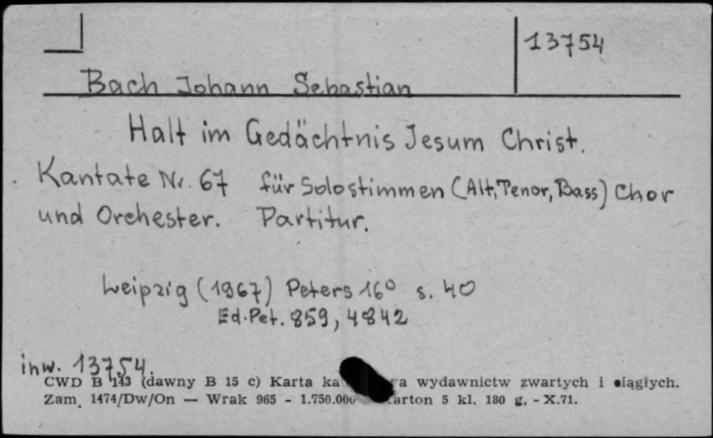 13754
Bach Johann Sebastian
Halt im Gedächtnis Jesum Christ.
Kantate Nr. 67 für Solostimmen (Alt, Tenor, Bass) Chor
und Orchester. Partitur.
Leipzig (1967) Peters 16° s. 40
Ed. Pet. 859, 4842
inw. 13754.
CWD B 143 (dawny B 15 c) Karta wydawnictw zwartych i ciągłych.
Zam. 1474/Dw/On — Wrak 965 - 1.750.000 karton 5 kl. 180 g. - X.71.